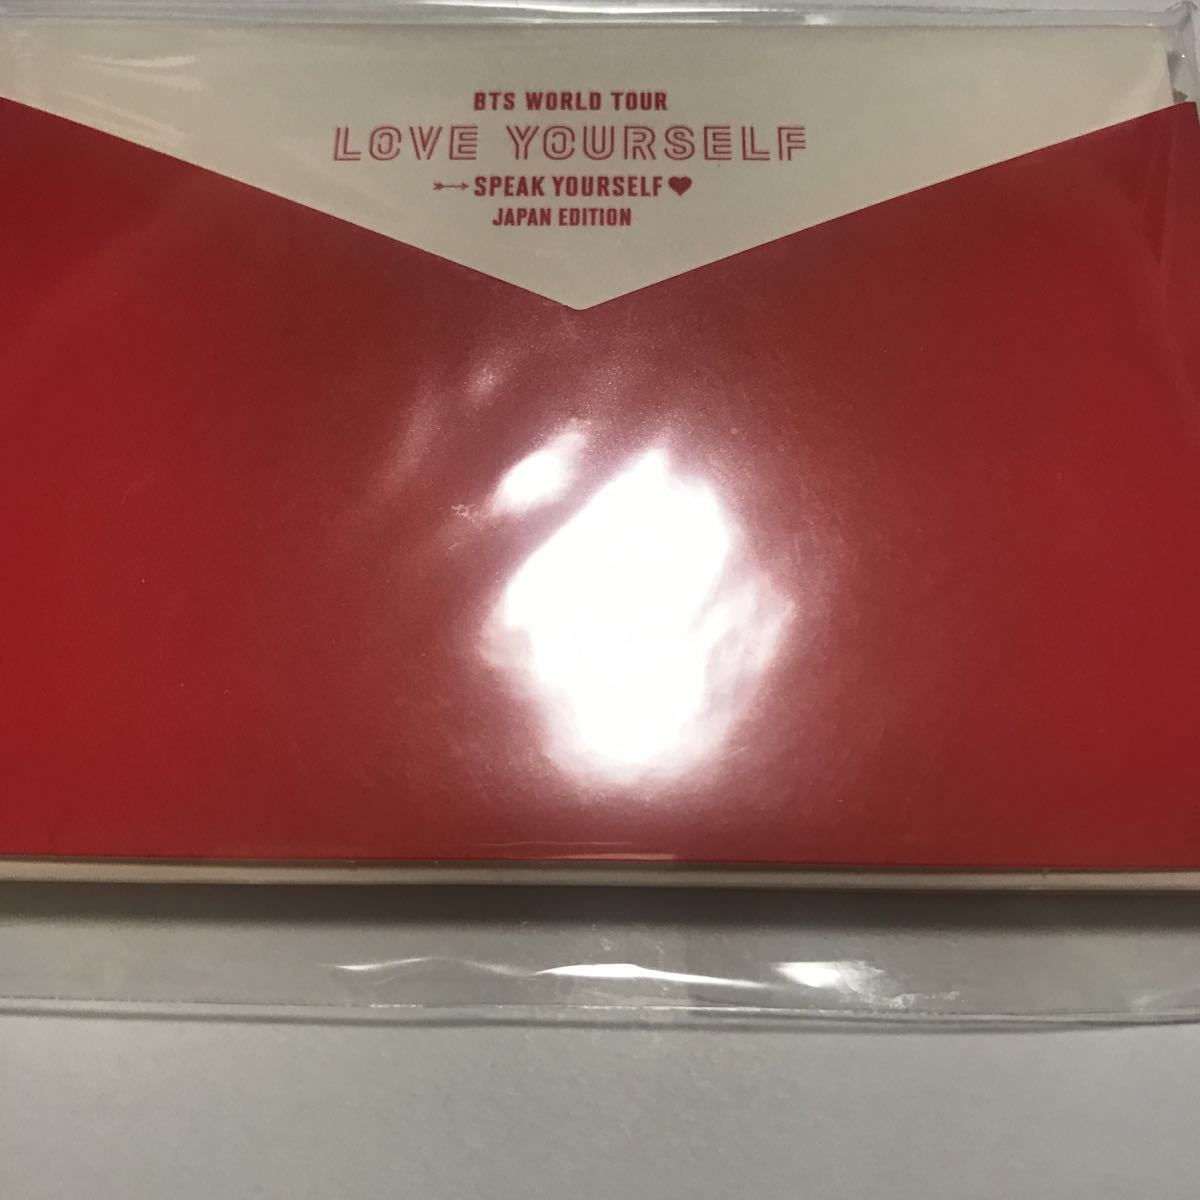 BTS WORLD TOUR
LOVE YOURSELF
SPEAK YOURSELF
JAPAN EDITION